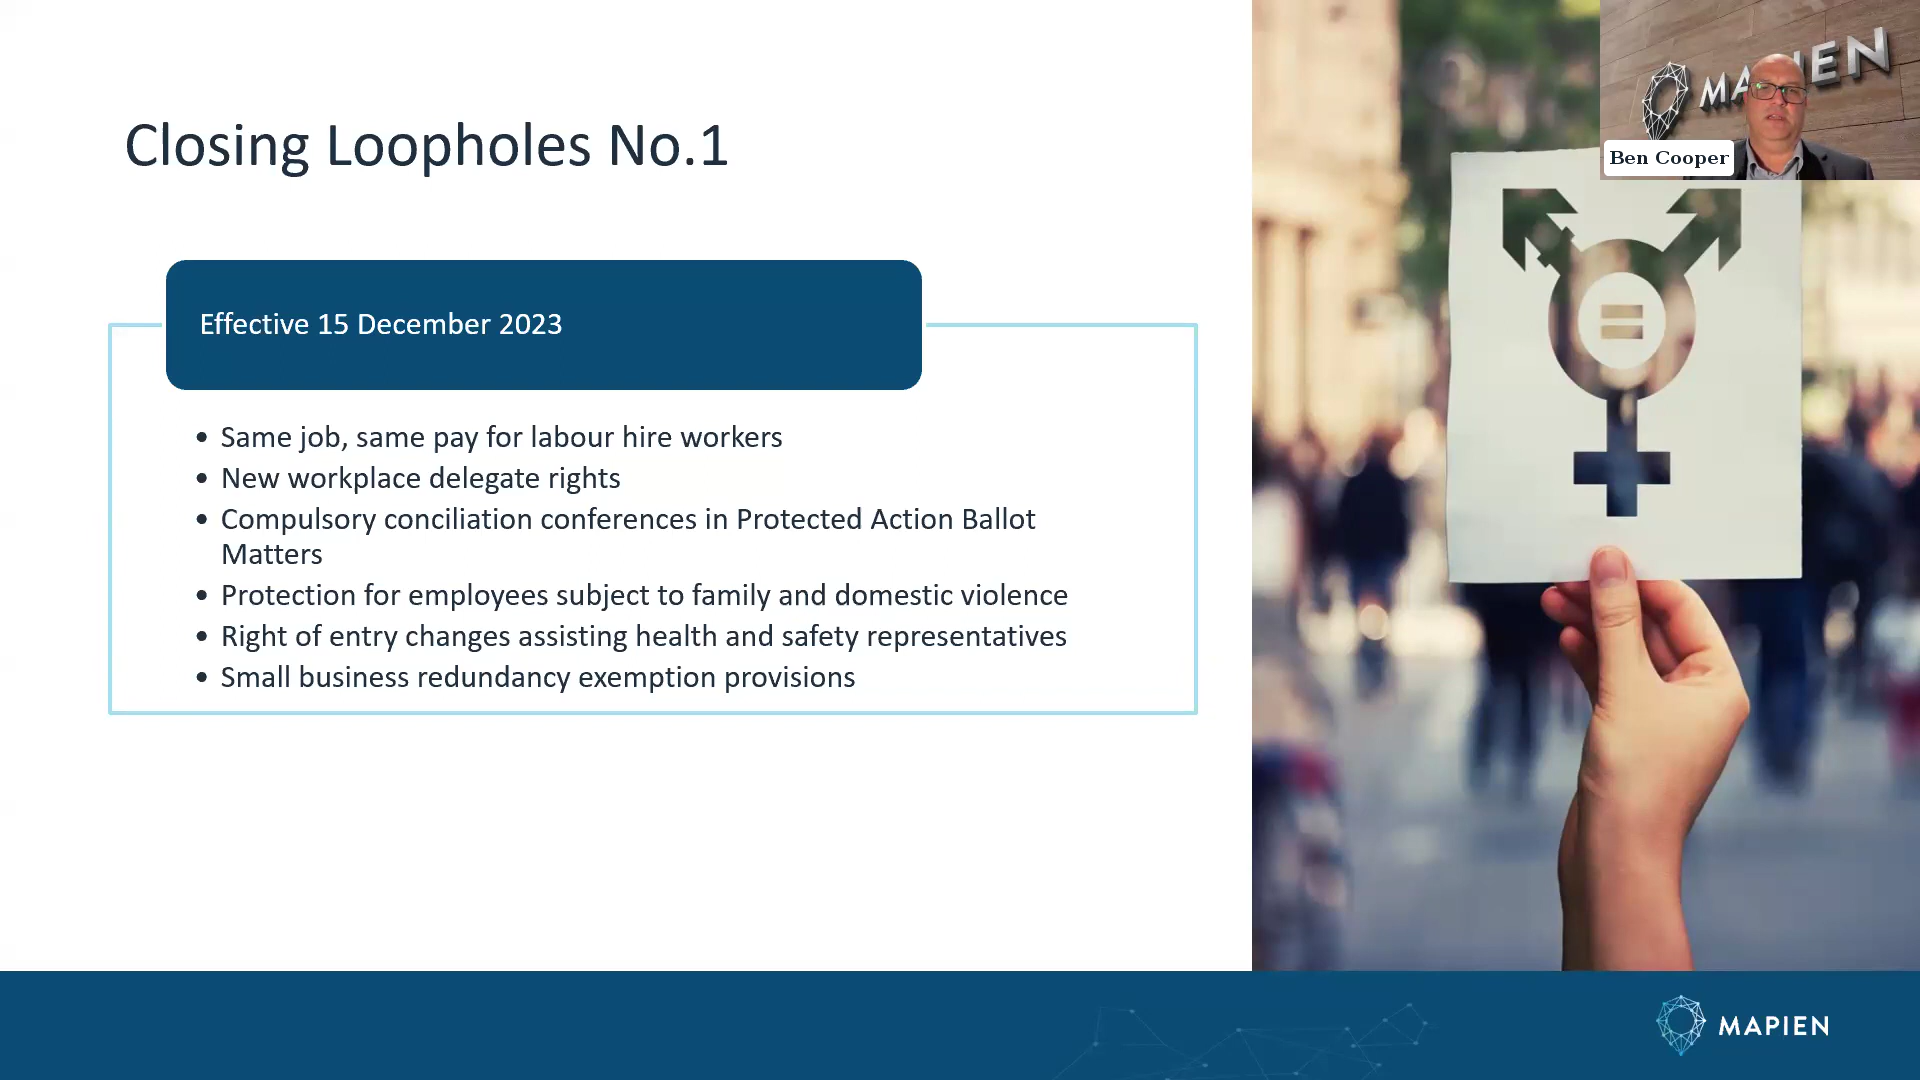 MAPIEN
Ben Cooper
Closing Loopholes No.1
Effective 15 December 2023
• Same job, same pay for labour hire workers
• New workplace delegate rights
• Compulsory conciliation conferences in Protected Action Ballot
Matters
• Protection for employees subject to family and domestic violence
• Right of entry changes assisting health and safety representatives
• Small business redundancy exemption provisions
MAPIEN